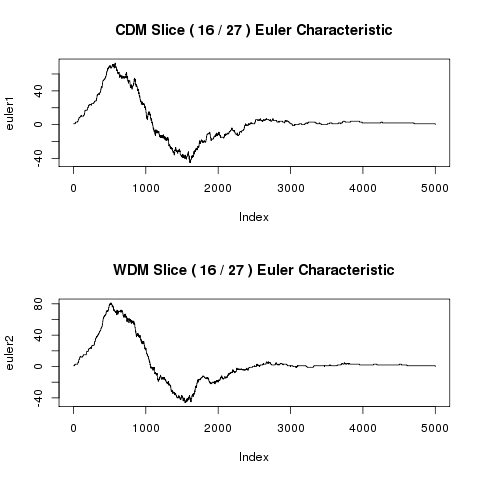 CDM Slice ( 16 / 27 ) Euler Characteristic
euler1
40
0
-40
0 1000 2000 3000 4000 5000
Index
WDM Slice ( 16 / 27 ) Euler Characteristic
euler2
80
40
0
-40
0 1000 2000 3000 4000 5000
Index